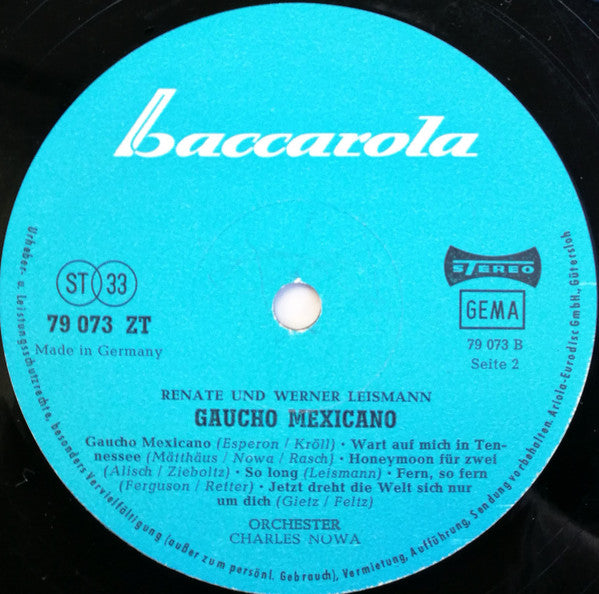 baccarola
ST 33
79 073 ZT
Made in Germany
STEREO
GEMA
79 073 B
Seite 2
RENATE UND WERNER LEISMANN
GAUCHO MEXICANO
Gaucho Mexicano (Esperon / Kröll) · Wart auf mich in Ten-
nessee (Mätthäus / Nowa / Rasch) · Honeymoon für zwei
(Alisch / Zieboltz) · So long (Leismann) · Fern, so fern
(Ferguson / Retter) · Jetzt dreht die Welt sich nur
um dich (Gietz / Feltz)
ORCHESTER
CHARLES NOWA
Urheber- u. Leistungsschutzrechte, besonders Vervielfältigung (außer zum persönl. Gebrauch), Vermietung, Aufführung, Sendung vorbehalten. Ariola-Eurodisc GmbH., Gütersloh